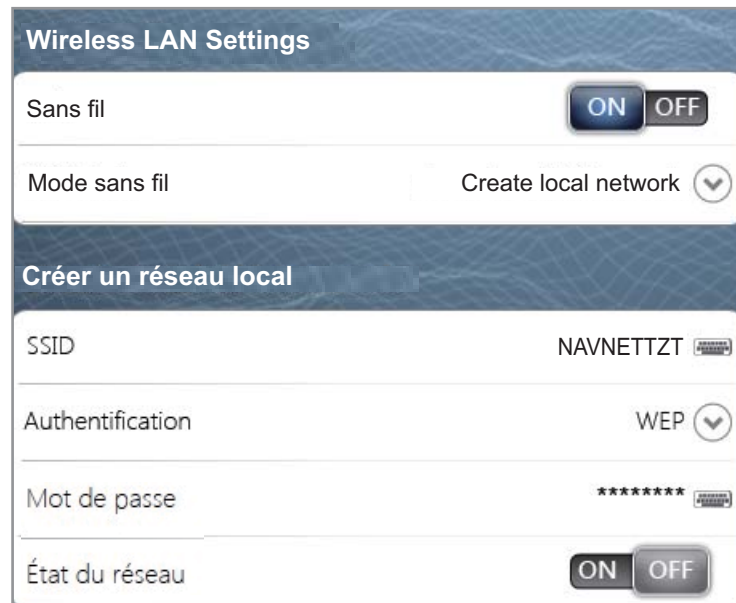 Wireless LAN Settings
Sans fil ON OFF
Mode sans fil Create local network
Créer un réseau local
SSID NAVNETTZT
Authentification WEP
Mot de passe ********
État du réseau ON OFF